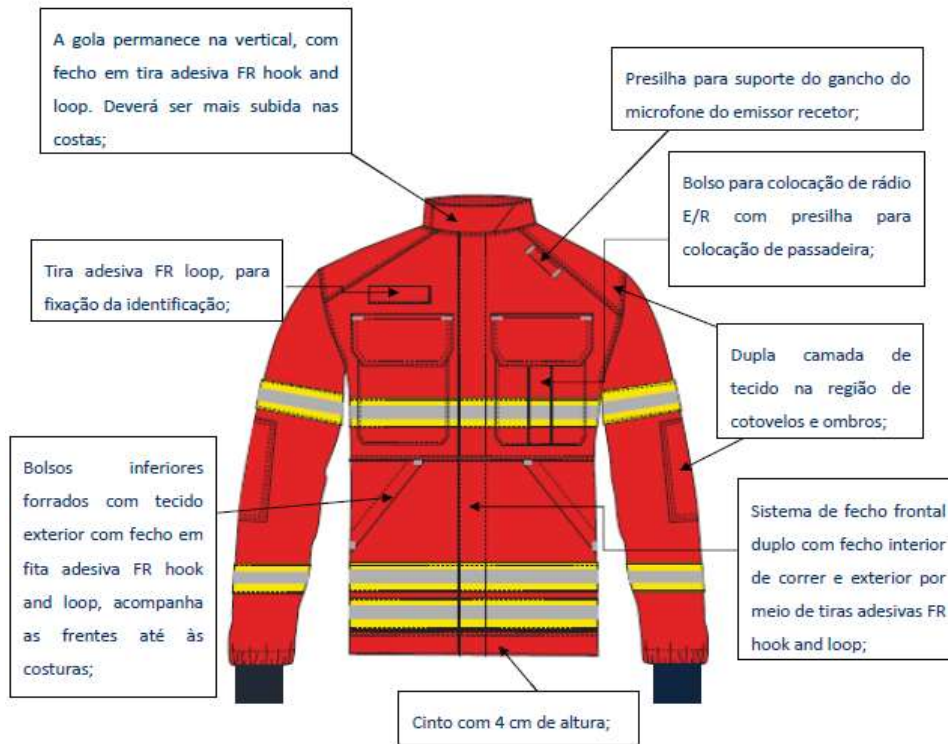 A gola permanece na vertical, com
fecho em tira adesiva FR hook and
loop. Deverá ser mais subida nas
costas;
Presilha para suporte do gancho do
microfone do emissor recetor;
Bolso para colocação de rádio
E/R com presilha para
colocação de passadeira;
Tira adesiva FR loop, para
fixação da identificação;
Dupla camada de
tecido na região de
cotovelos e ombros;
Bolsos inferiores
forrados com tecido
exterior com fecho em
fita adesiva FR hook
and loop, acompanha
as frentes até às
costuras;
Sistema de fecho frontal
duplo com fecho interior
de correr e exterior por
meio de tiras adesivas FR
hook and loop;
Cinto com 4 cm de altura;